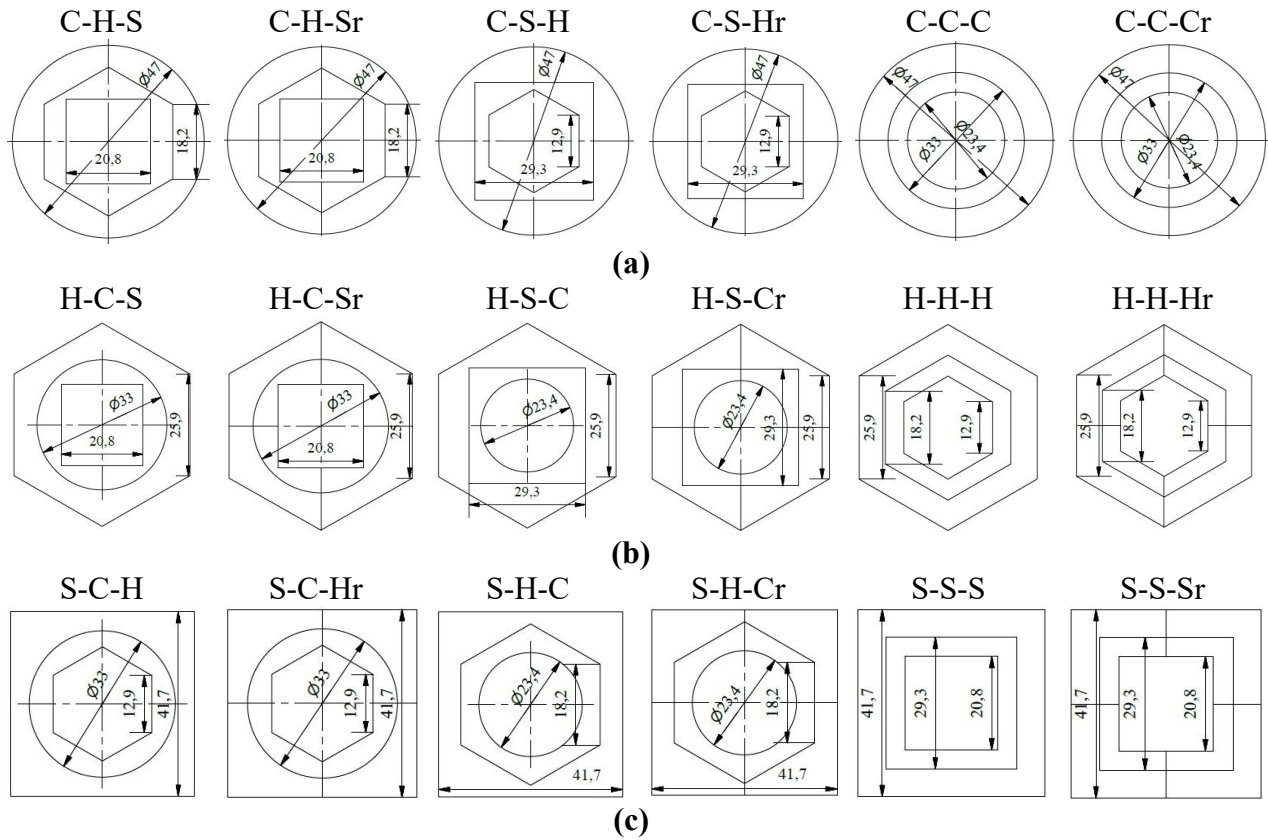 C-H-S C-H-Sr C-S-H C-S-Hr C-C-C C-C-Cr
Ø47 Ø47 Ø47 Ø47 Ø47 Ø47
20,8 18,2 20,8 18,2 12,9 29,3 12,9 29,3 Ø33 Ø23,4 Ø33 Ø23,4
(a)
H-C-S H-C-Sr H-S-C H-S-Cr H-H-H H-H-Hr
Ø33 20,8 25,9 Ø33 20,8 25,9 Ø23,4 25,9 Ø23,4 29,3 25,9 25,9 18,2 12,9 25,9 18,2 12,9
29,3
(b)
S-C-H S-C-Hr S-H-C S-H-Cr S-S-S S-S-Sr
Ø33 12,9 41,7 Ø33 12,9 41,7 Ø23,4 18,2 Ø23,4 18,2 41,7 29,3 20,8 41,7 29,3 20,8
41,7 41,7
(c)